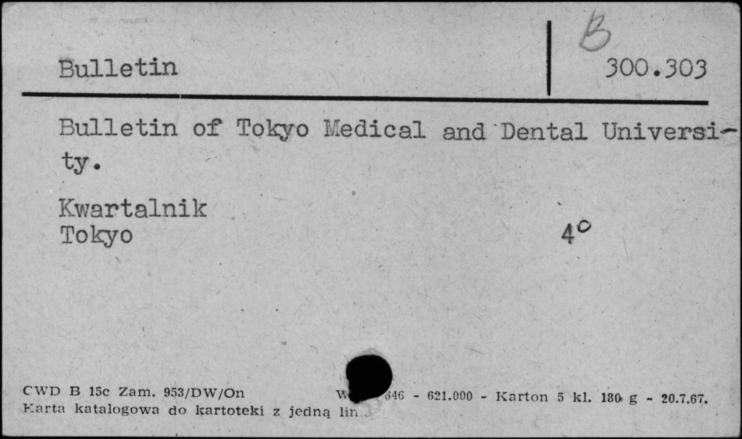 B
Bulletin 300.303
Bulletin of Tokyo Medical and Dental Universi-
ty.
Kwartalnik
Tokyo 4°
CWD B 15c Zam. 953/DW/On 346 - 621.000 - Karton 5 kl. 180 g - 20.7.67.
Karta katalogowa do kartoteki z jedną